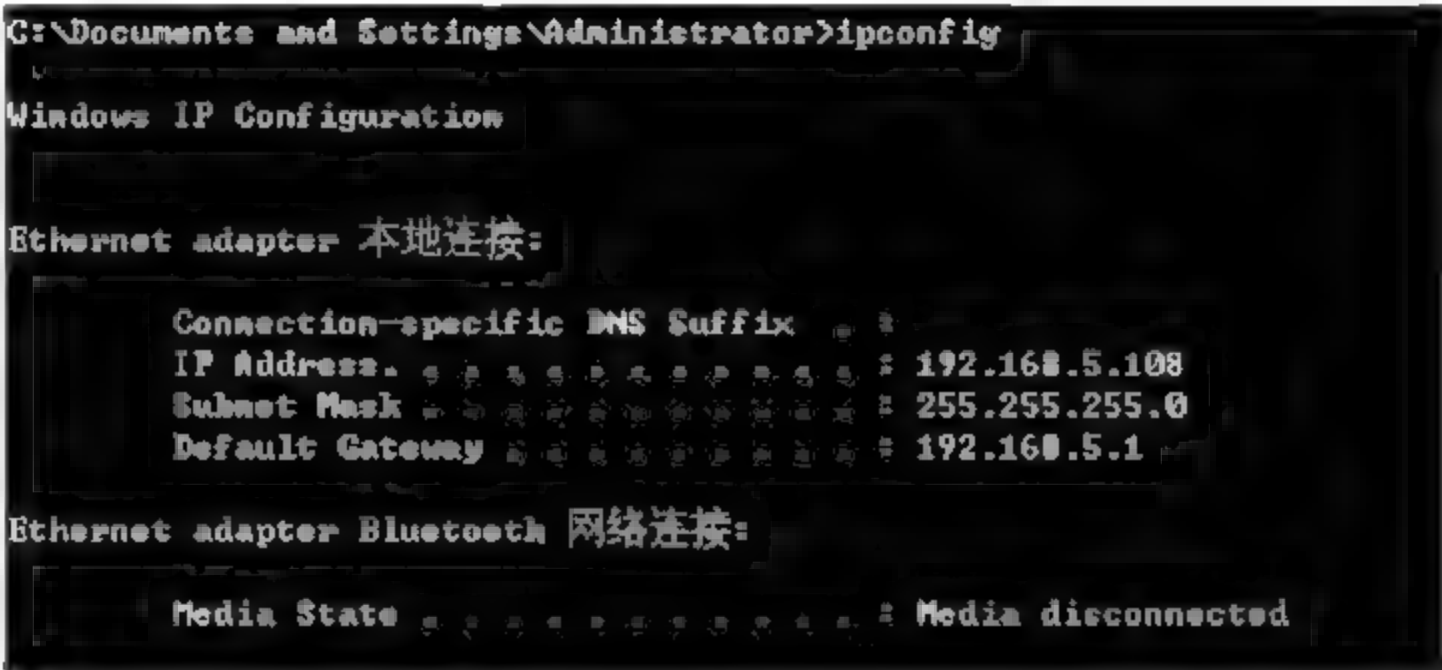 C:\Documents and Settings\Administrator>ipconfig
Windows IP Configuration
Ethernet adapter 本地连接:
Connection-specific DNS Suffix . :
IP Address. . . . . . . . . . . . : 192.168.5.108
Subnet Mask . . . . . . . . . . . : 255.255.255.0
Default Gateway . . . . . . . . . : 192.168.5.1
Ethernet adapter Bluetooth 网络连接:
Media State . . . . . . . . . . . : Media disconnected